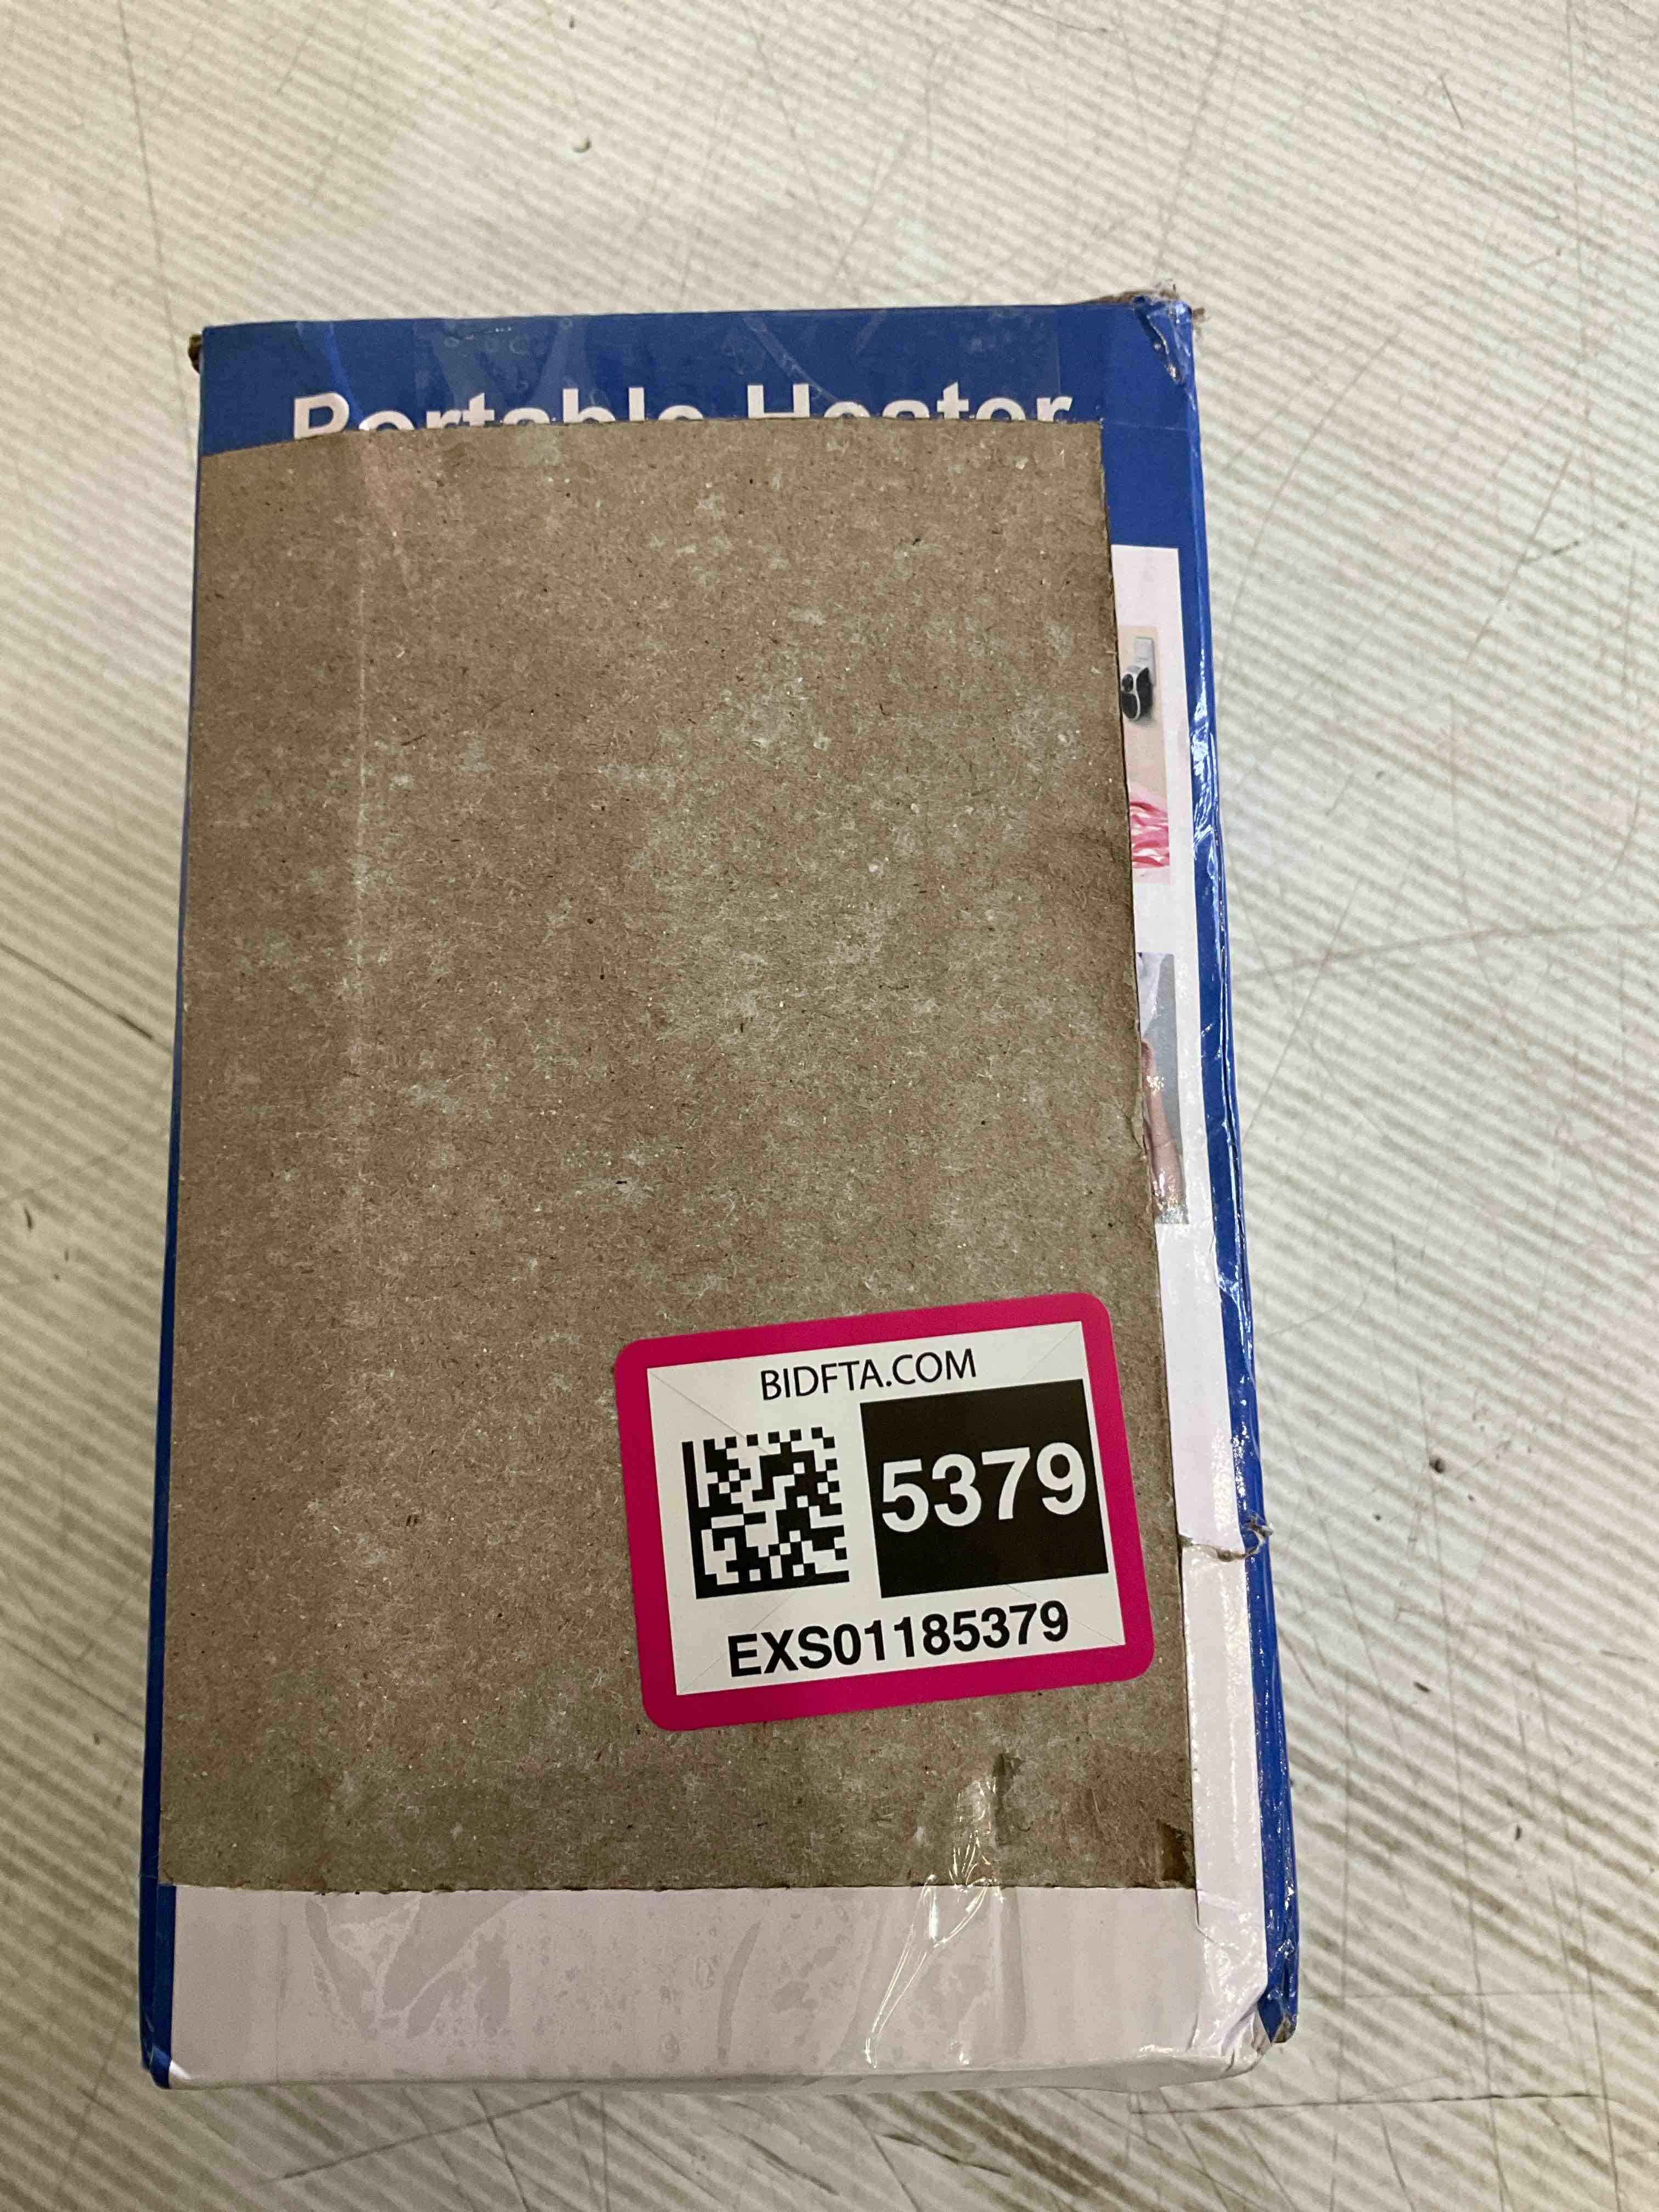 Portable Heater
BIDFTA.COM
5379
EXS01185379